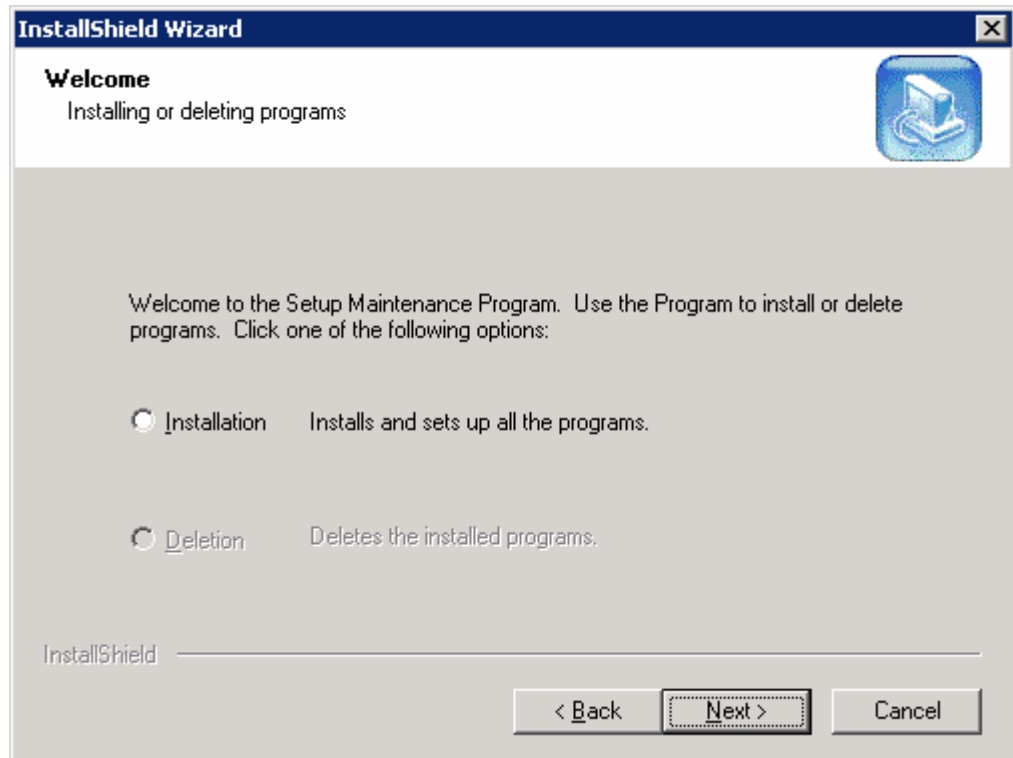 InstallShield Wizard
Welcome
Installing or deleting programs
Welcome to the Setup Maintenance Program. Use the Program to install or delete
programs. Click one of the following options:
Installation Installs and sets up all the programs.
Deletion Deletes the installed programs.
InstallShield
< Back Next > Cancel